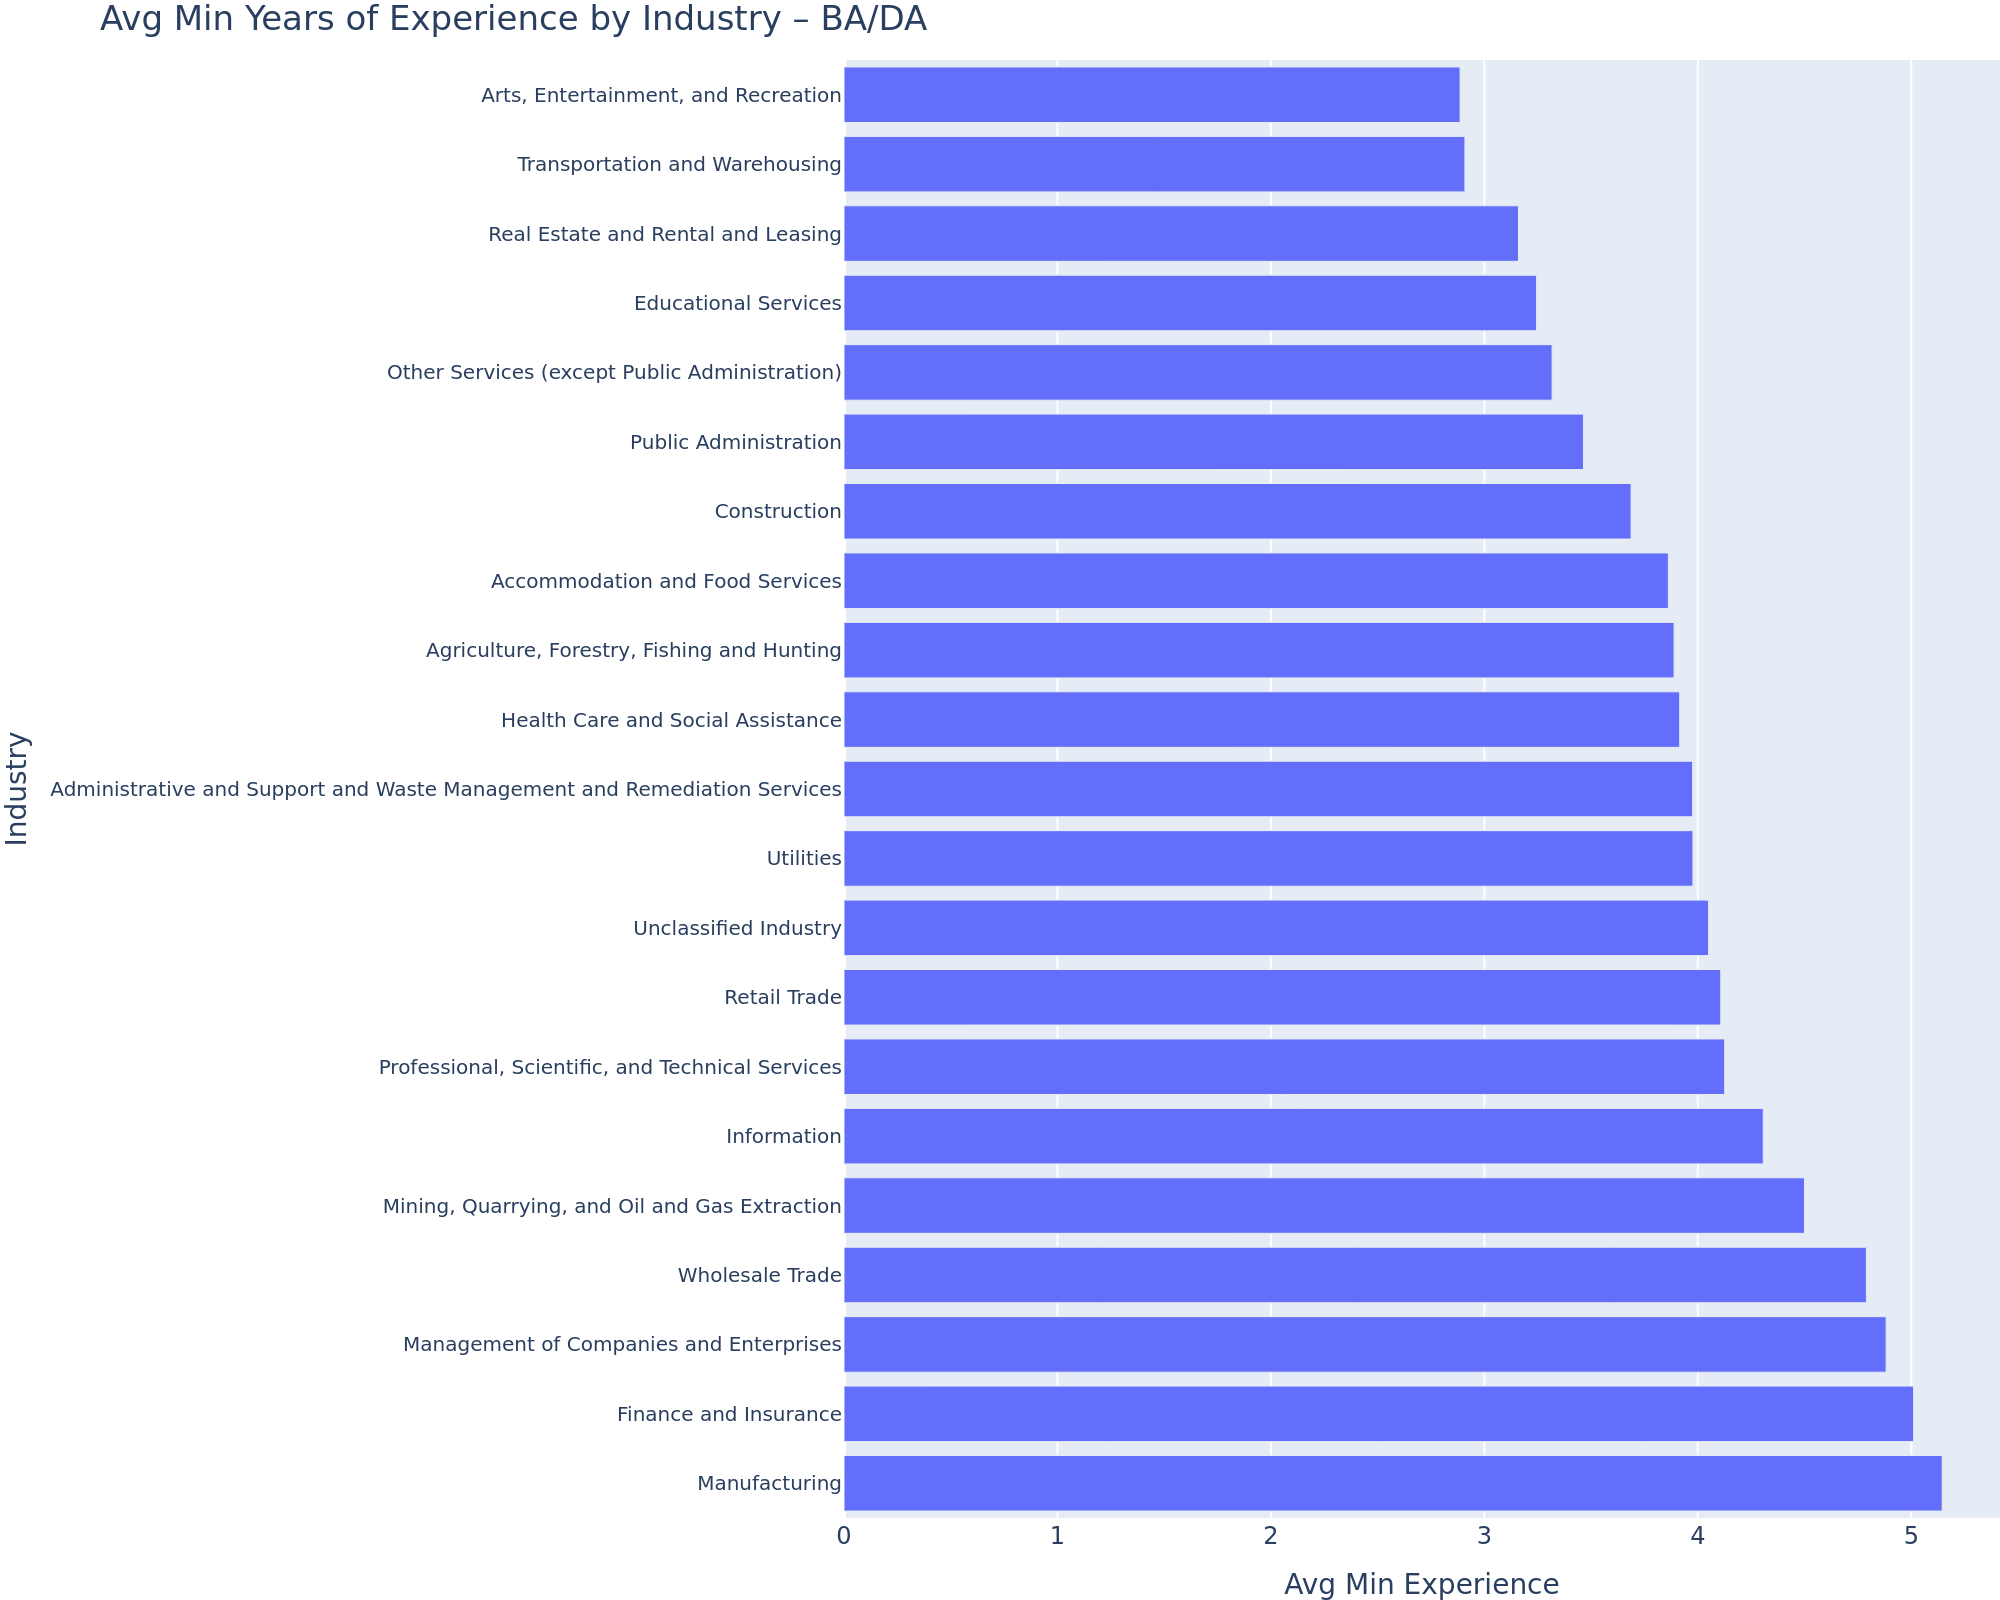 Avg Min Years of Experience by Industry – BA/DA
Arts, Entertainment, and Recreation
Transportation and Warehousing
Real Estate and Rental and Leasing
Educational Services
Other Services (except Public Administration)
Public Administration
Construction
Accommodation and Food Services
Agriculture, Forestry, Fishing and Hunting
Health Care and Social Assistance
Administrative and Support and Waste Management and Remediation Services
Utilities
Unclassified Industry
Retail Trade
Professional, Scientific, and Technical Services
Information
Mining, Quarrying, and Oil and Gas Extraction
Wholesale Trade
Management of Companies and Enterprises
Finance and Insurance
Manufacturing
Industry
0 1 2 3 4 5
Avg Min Experience